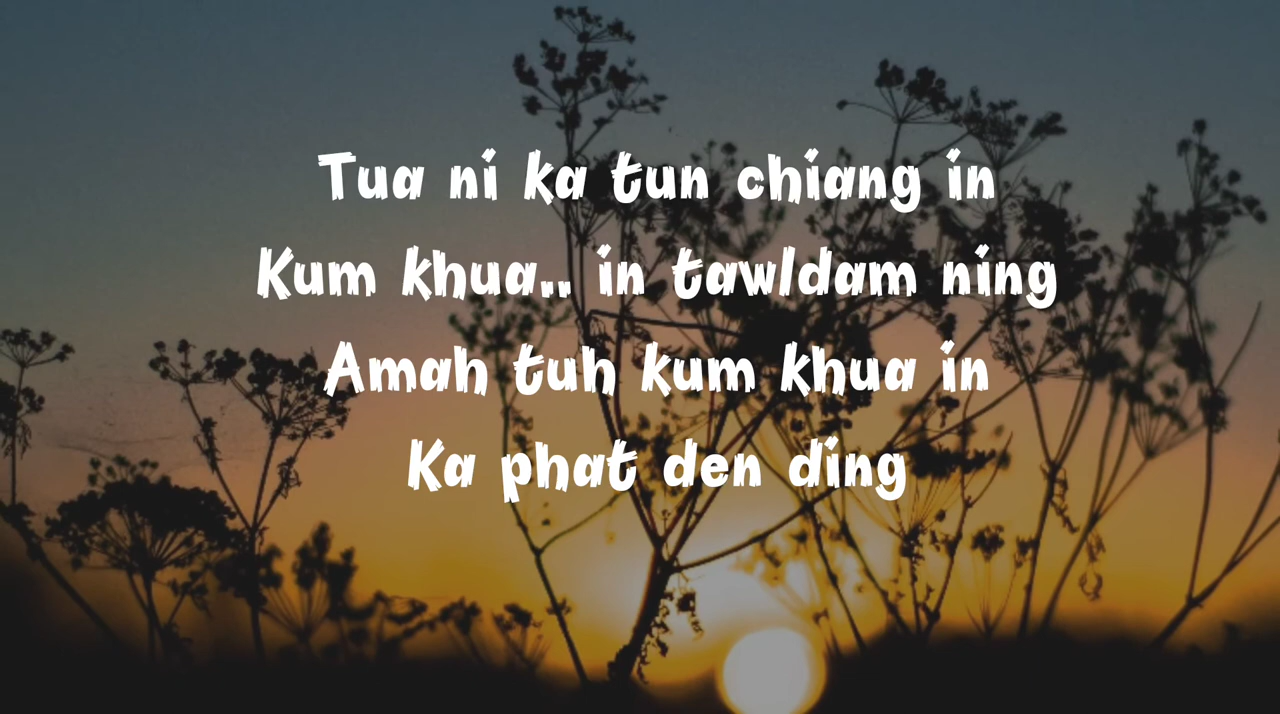 Tua ni ka tun chiang in
Kum khua.. in tawldam ning
Amah tuh kum khua in
Ka phat den ding